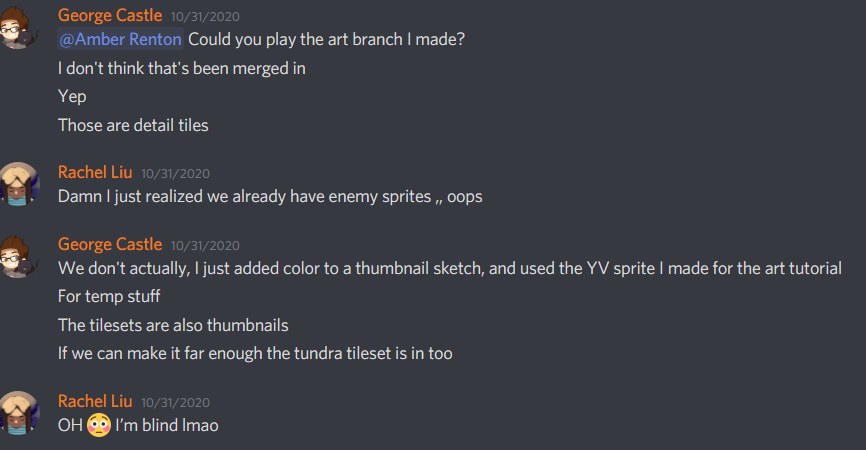 George Castle 10/31/2020
@Amber Renton Could you play the art branch I made?
I don't think that's been merged in
Yep
Those are detail tiles
Rachel Liu 10/31/2020
Damn I just realized we already have enemy sprites ,, oops
George Castle 10/31/2020
We don't actually, I just added color to a thumbnail sketch, and used the YV sprite I made for the art tutorial
For temp stuff
The tilesets are also thumbnails
If we can make it far enough the tundra tileset is in too
Rachel Liu 10/31/2020
OH 😳 I'm blind lmao